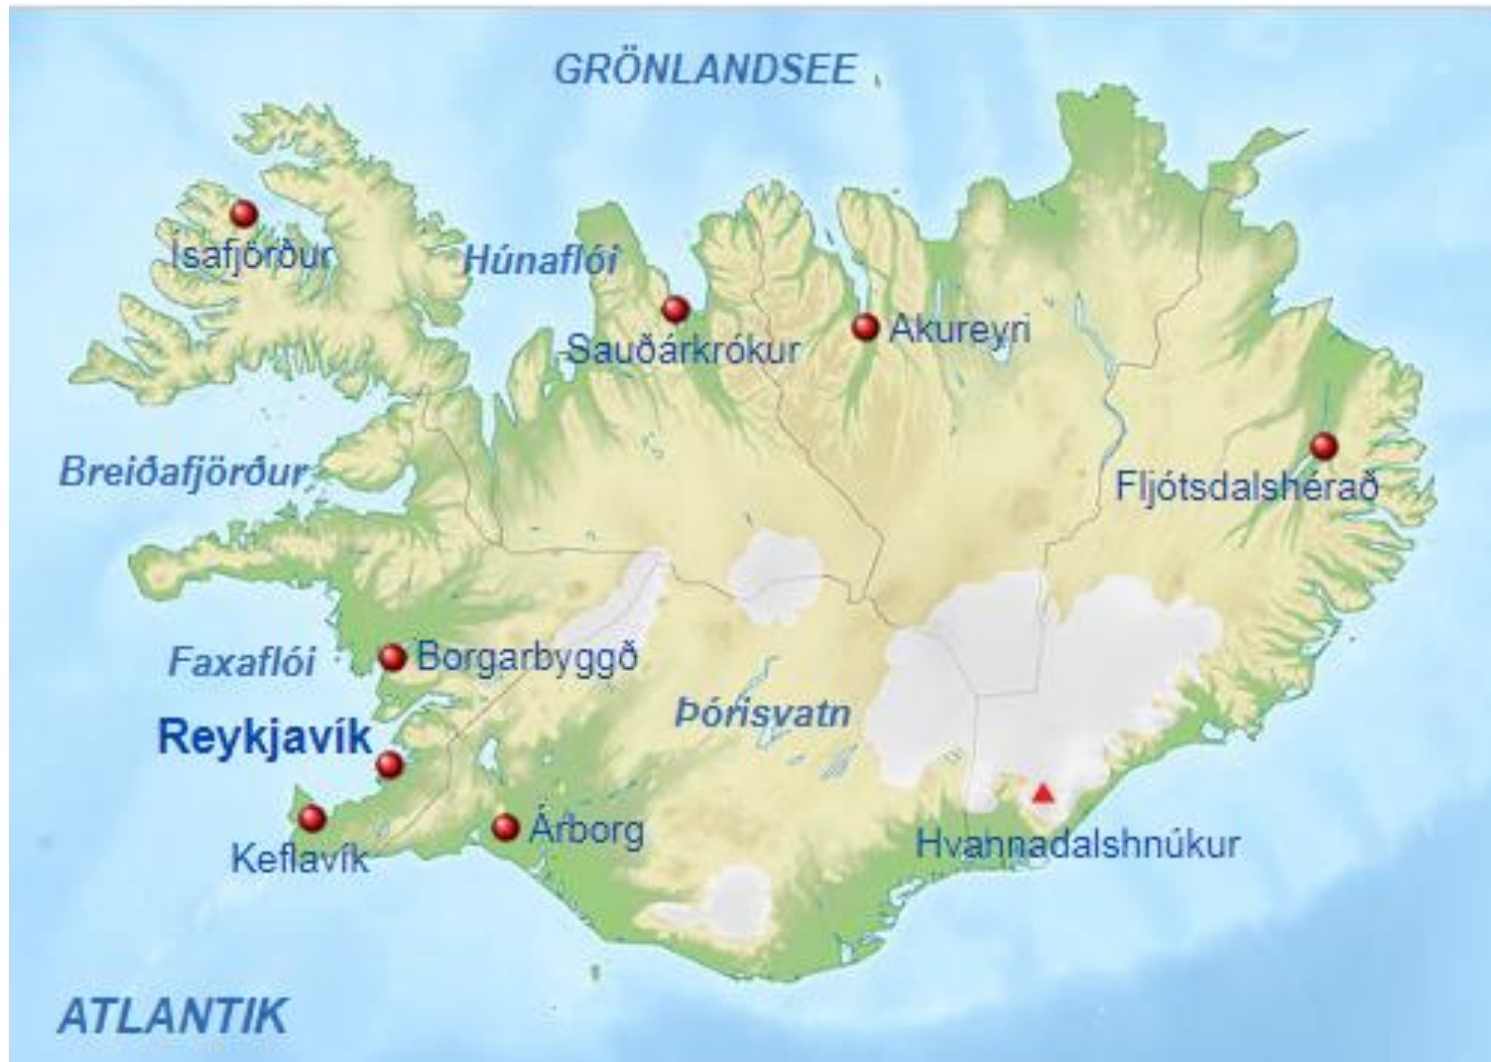 GRÖNLANDSEE
Ísafjörður
Húnaflói
Sauðárkrókur
Akureyri
Breiðafjörður
Fljótsdalshérað
Faxaflói
Borgarbyggð
Þórisvatn
Reykjavík
Keflavík
Árborg
Hvannadalshnúkur
ATLANTIK